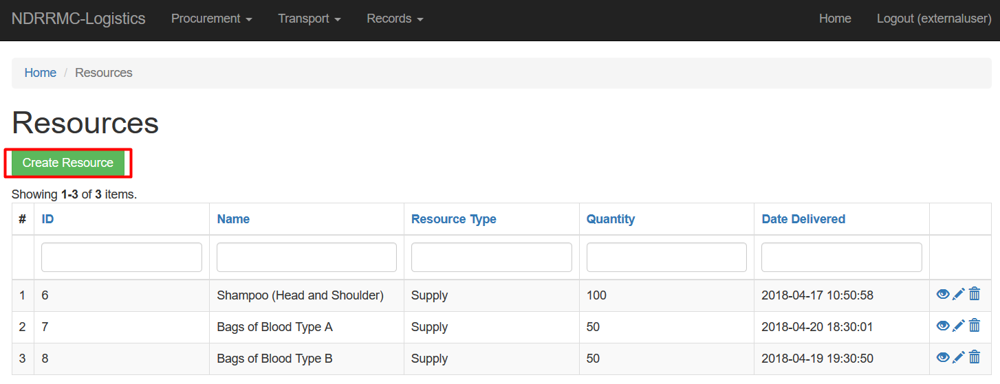 NDRRMC-Logistics Procurement Transport Records Home Logout (externaluser)
Home / Resources
Resources
Create Resource
Showing 1-3 of 3 items.
# ID Name Resource Type Quantity Date Delivered
1 6 Shampoo (Head and Shoulder) Supply 100 2018-04-17 10:50:58
2 7 Bags of Blood Type A Supply 50 2018-04-20 18:30:01
3 8 Bags of Blood Type B Supply 50 2018-04-19 19:30:50